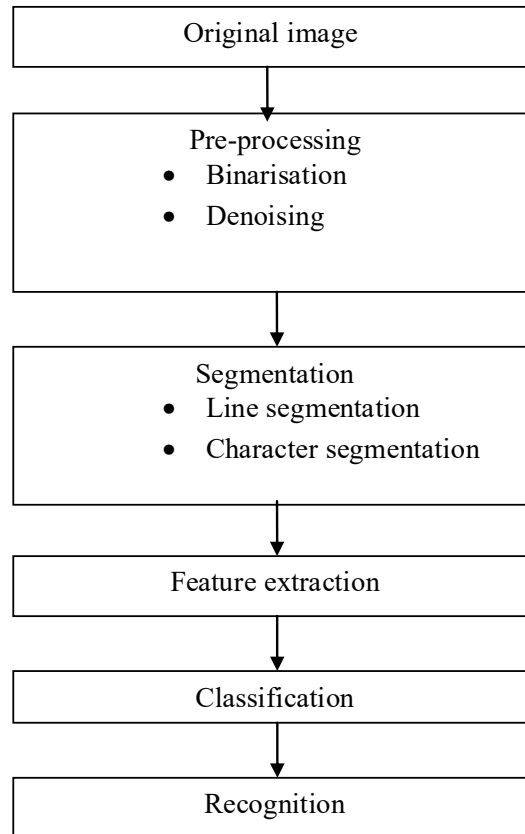 Original image
Pre-processing
• Binarisation
• Denoising
Segmentation
• Line segmentation
• Character segmentation
Feature extraction
Classification
Recognition